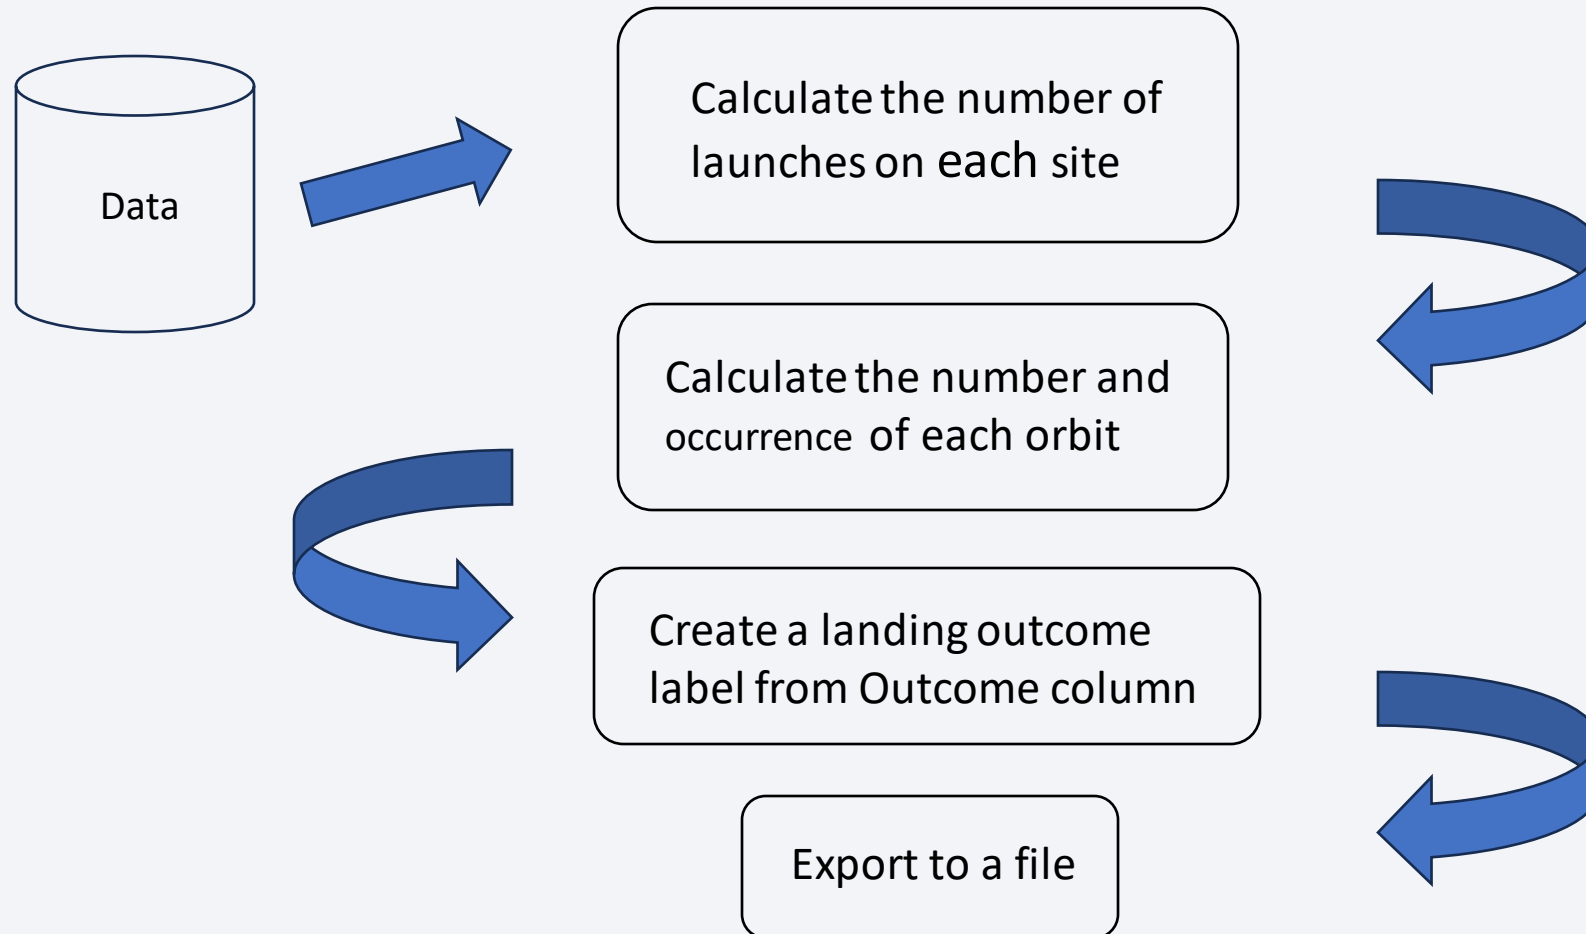 Data
Calculate the number of
launches on each site
Calculate the number and
occurrence of each orbit
Create a landing outcome
label from Outcome column
Export to a file